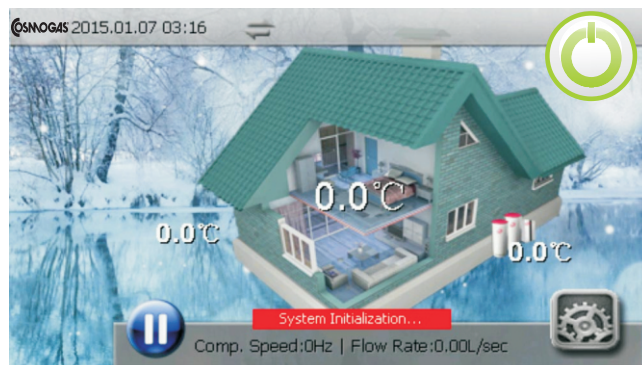 COSMOGAS 2015.01.07 03:16
0.0℃
0.0℃
0.0℃
System Initialization...
Comp. Speed:0Hz | Flow Rate:0.00L/sec